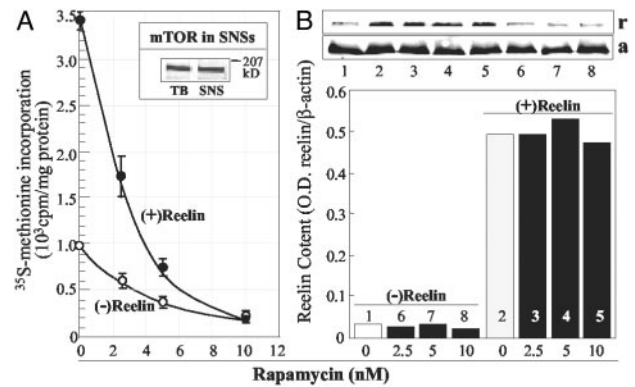 A
B
mTOR in SNSs
207
kD
TB SNS
r
a
1 2 3 4 5 6 7 8
³⁵S-methionine incorporation
(10³cpm/mg protein)
3.5
3.0
2.5
2.0
1.5
1.0
0.5
0
(+)Reelin
(-)Reelin
0 2 4 6 8 10 12
Reelin Cotent (O.D. reelin/β-actin)
0.6
0.5
0.4
0.3
0.2
0.1
0
(+)Reelin
(-)Reelin
1 6 7 8 2 3 4 5
0 2.5 5 10 0 2.5 5 10
Rapamycin (nM)